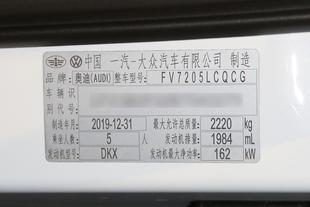 中国 一汽-大众汽车有限公司 制造
品牌 奥迪(AUDI) 整车型号 FV7205LCQCG
车辆识别代号
制造年月 2019-12-31 最大允许总质量 2220 kg
乘坐人数 5 人 发动机排量 1984 mL
发动机型号 DKX 发动机最大净功率 162 kW